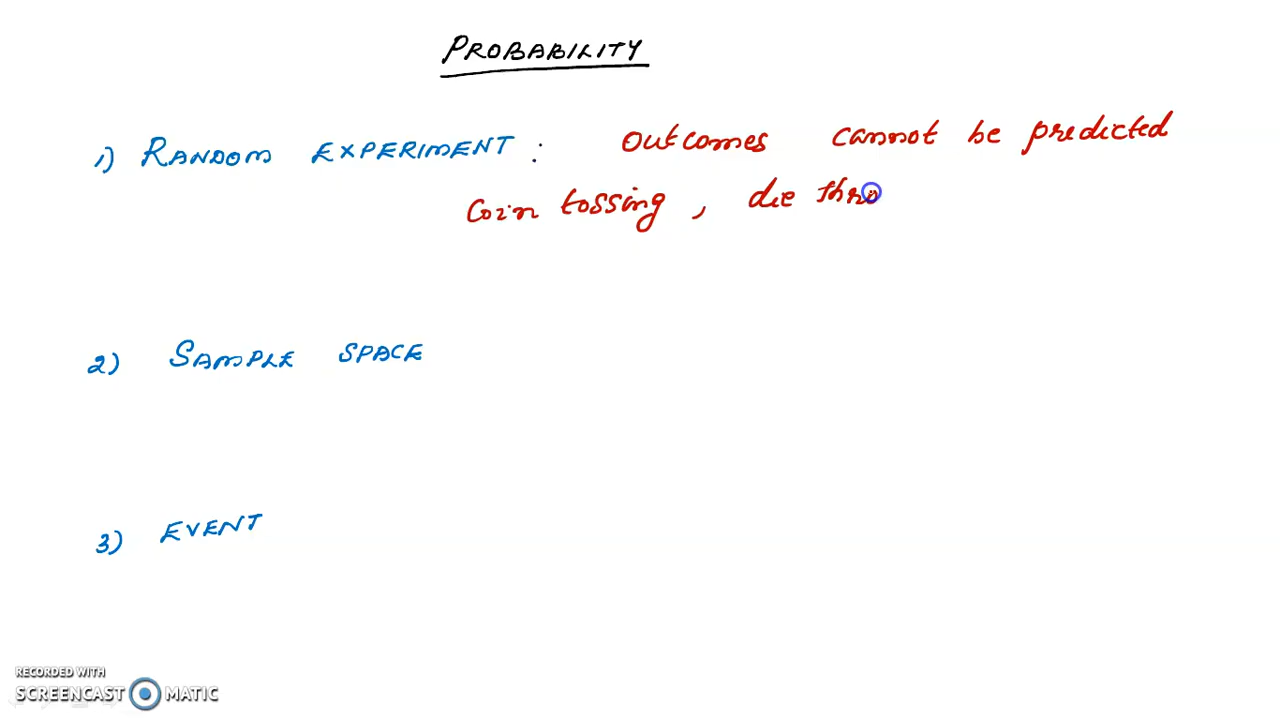 PROBABILITY
1) RANDOM EXPERIMENT : Outcomes cannot be predicted
Coin tossing, die thro
2) SAMPLE SPACE
3) EVENT
RECORDED WITH
SCREENCAST MATIC